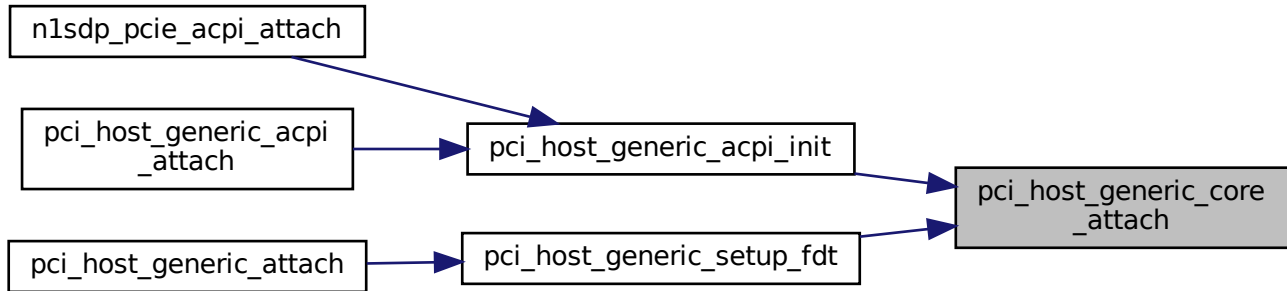 n1sdp_pcie_acpi_attach
pci_host_generic_acpi
_attach
pci_host_generic_acpi_init
pci_host_generic_core
_attach
pci_host_generic_attach
pci_host_generic_setup_fdt